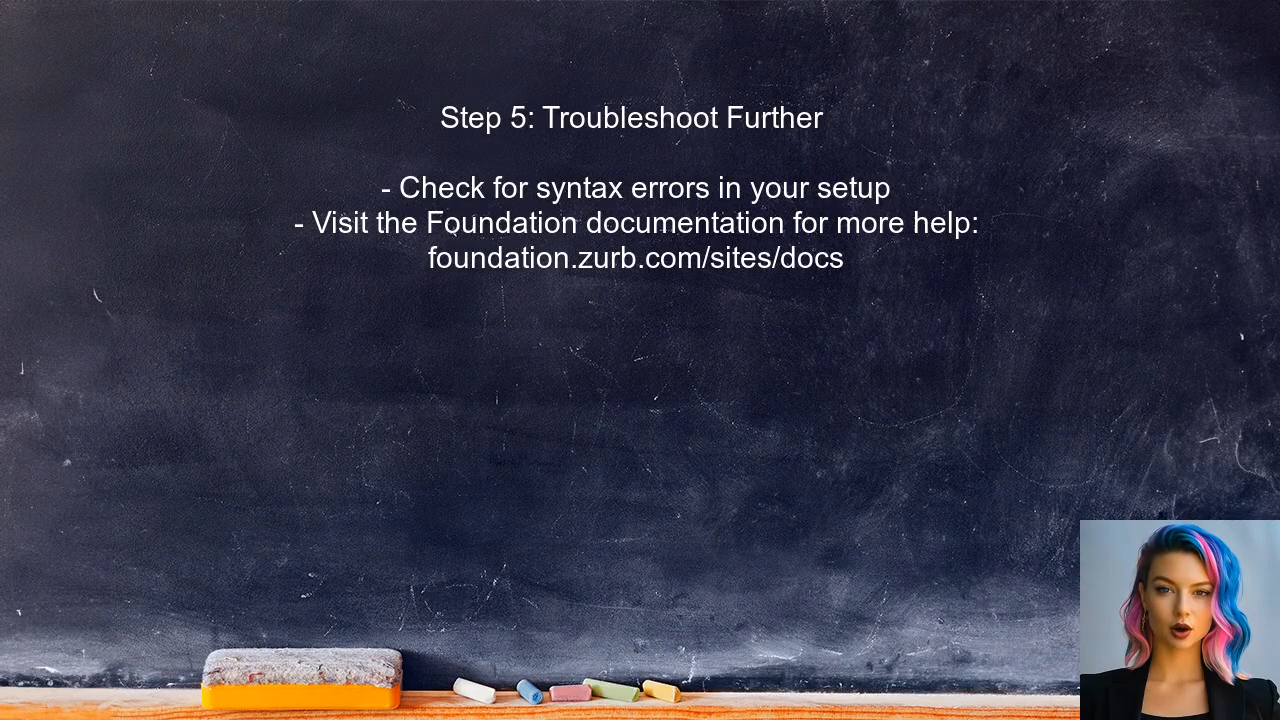 Step 5: Troubleshoot Further
- Check for syntax errors in your setup
- Visit the Foundation documentation for more help:
foundation.zurb.com/sites/docs